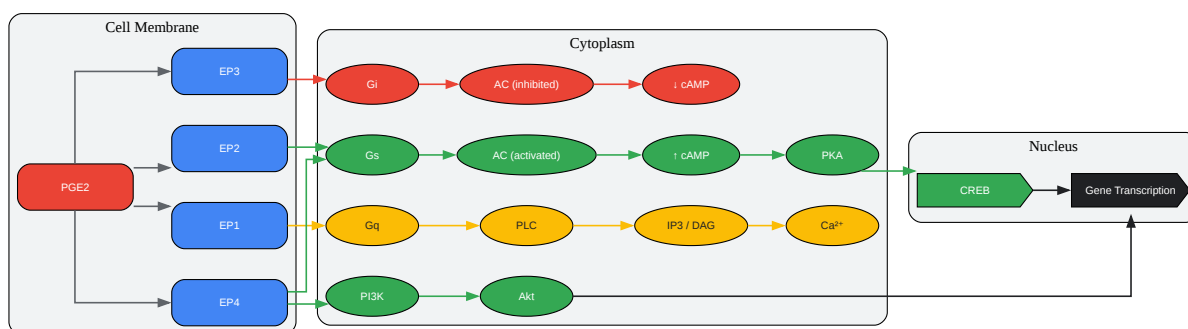 Cell Membrane
Cytoplasm
EP3
Gi
AC (inhibited)
↓ cAMP
EP2
Gs
AC (activated)
↑ cAMP
PKA
Nucleus
PGE2
CREB
Gene Transcription
EP1
Gq
PLC
IP3 / DAG
Ca²⁺
EP4
PI3K
Akt